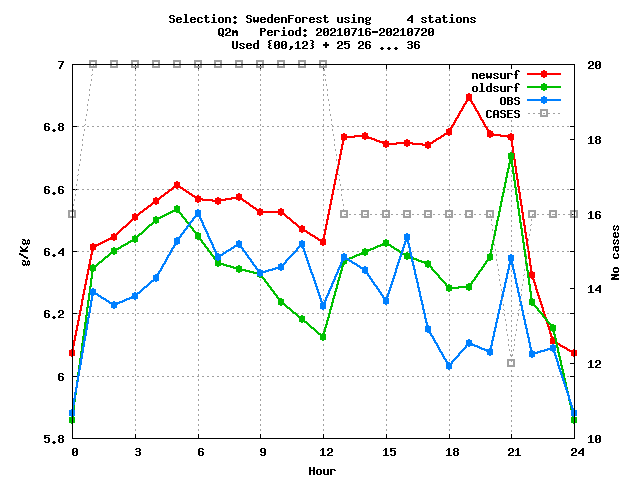 Selection: SwedenForest using     4 stations
Q2m   Period: 20210716-20210720
Used {00,12} + 25 26 ... 36
7
6.8
6.6
6.4
6.2
6
5.8
g/Kg
newsurf
oldsurf
OBS
CASES
20
18
16
14
12
10
No cases
0 3 6 9 12 15 18 21 24
Hour